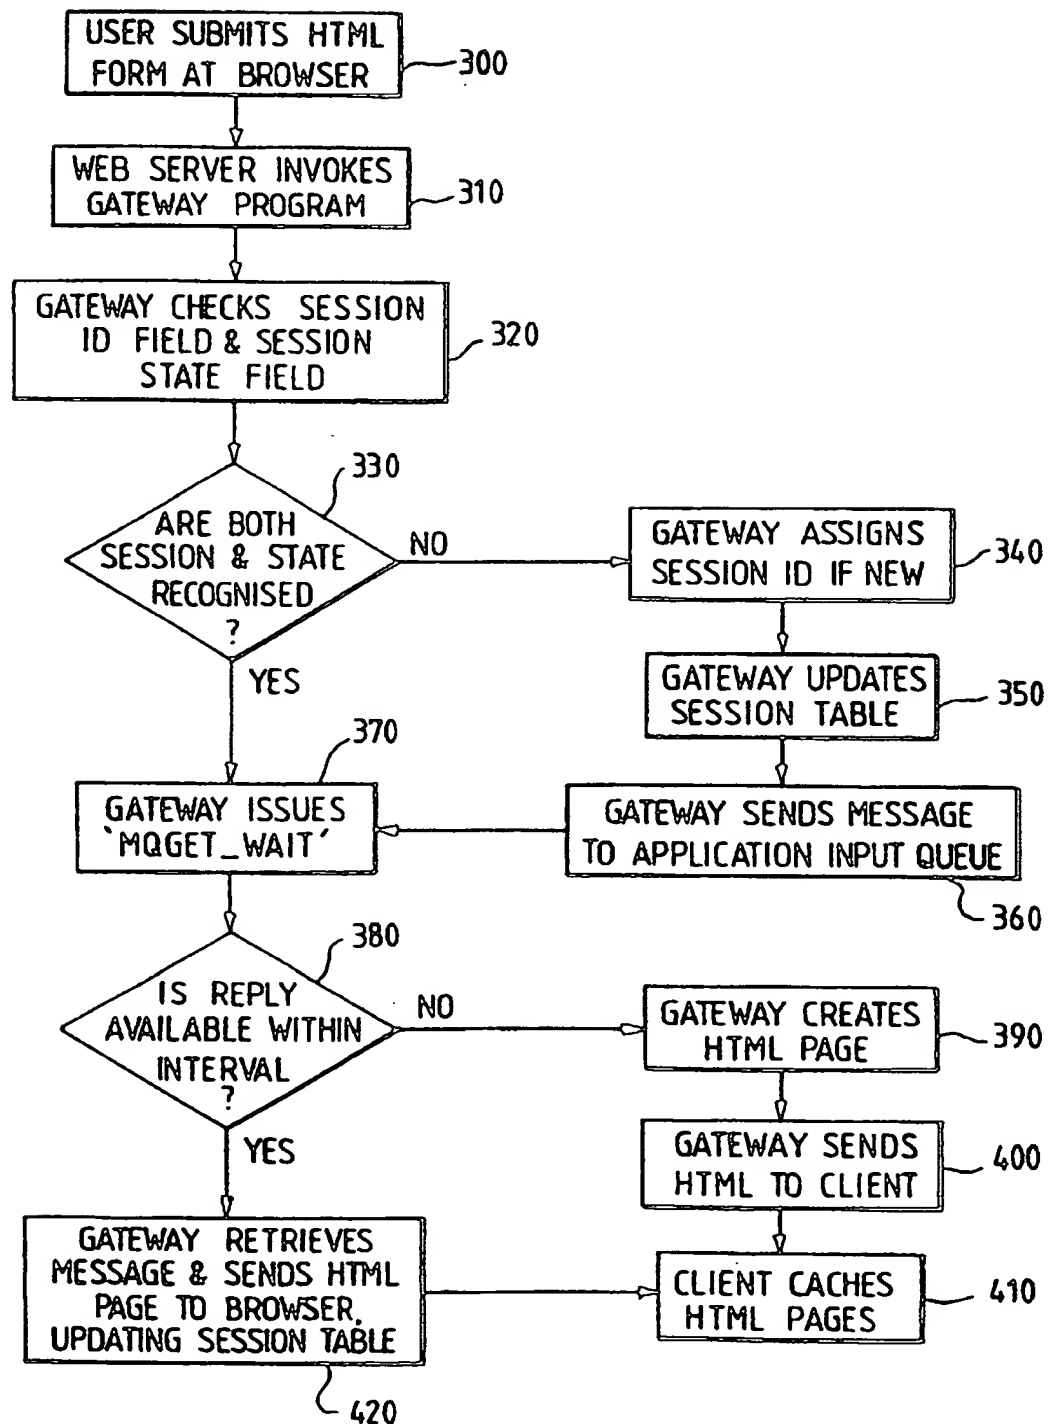 USER SUBMITS HTML
FORM AT BROWSER
300
WEB SERVER INVOKES
GATEWAY PROGRAM
310
GATEWAY CHECKS SESSION
ID FIELD & SESSION
STATE FIELD
320
330
ARE BOTH
SESSION & STATE
RECOGNISED
?
NO
YES
GATEWAY ASSIGNS
SESSION ID IF NEW
340
GATEWAY UPDATES
SESSION TABLE
350
GATEWAY SENDS MESSAGE
TO APPLICATION INPUT QUEUE
360
370
GATEWAY ISSUES
'MQGET_WAIT'
380
IS REPLY
AVAILABLE WITHIN
INTERVAL
?
NO
YES
GATEWAY CREATES
HTML PAGE
390
GATEWAY SENDS
HTML TO CLIENT
400
GATEWAY RETRIEVES
MESSAGE & SENDS HTML
PAGE TO BROWSER,
UPDATING SESSION TABLE
420
CLIENT CACHES
HTML PAGES
410